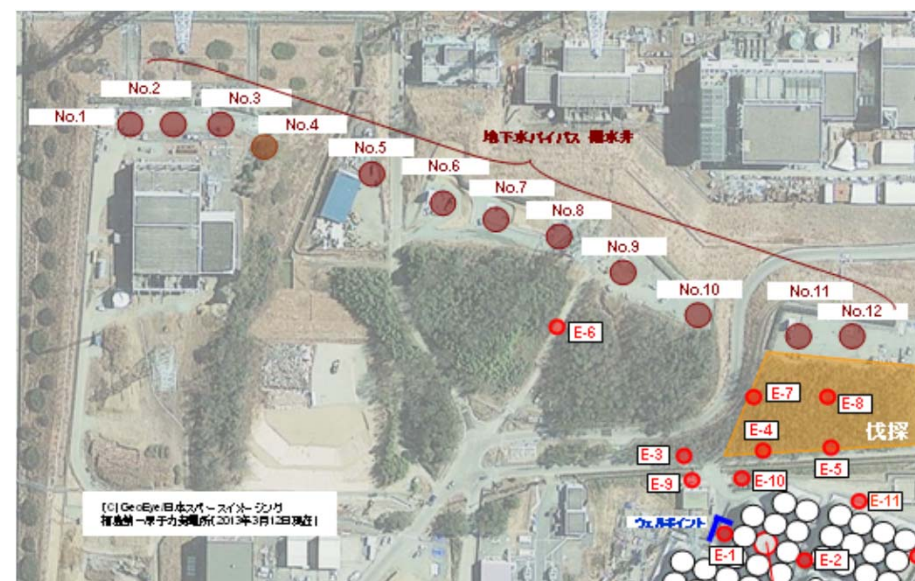 No.1
No.2
No.3
No.4
No.5
No.6
No.7
No.8
No.9
No.10
No.11
No.12
地下水バイパス 揚水井
E-6
E-7
E-8
E-4
伐採
E-3
E-5
E-9
E-10
E-11
ウェルポイント
E-1
E-2
(C)GeoEye/日本スペースイメージング
福島第一原子力発電所(2013年3月12日現在)